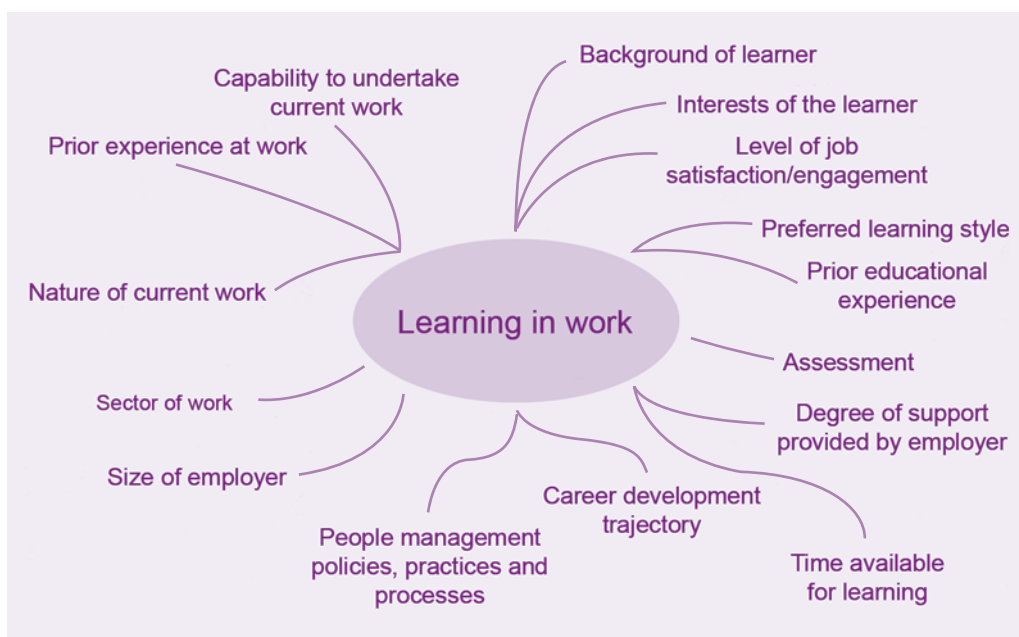 Background of learner
Capability to undertake
current work
Interests of the learner
Prior experience at work
Level of job
satisfaction/engagement
Preferred learning style
Prior educational
experience
Nature of current work
Learning in work
Assessment
Sector of work
Degree of support
provided by employer
Size of employer
Career development
trajectory
People management
policies, practices and
processes
Time available
for learning